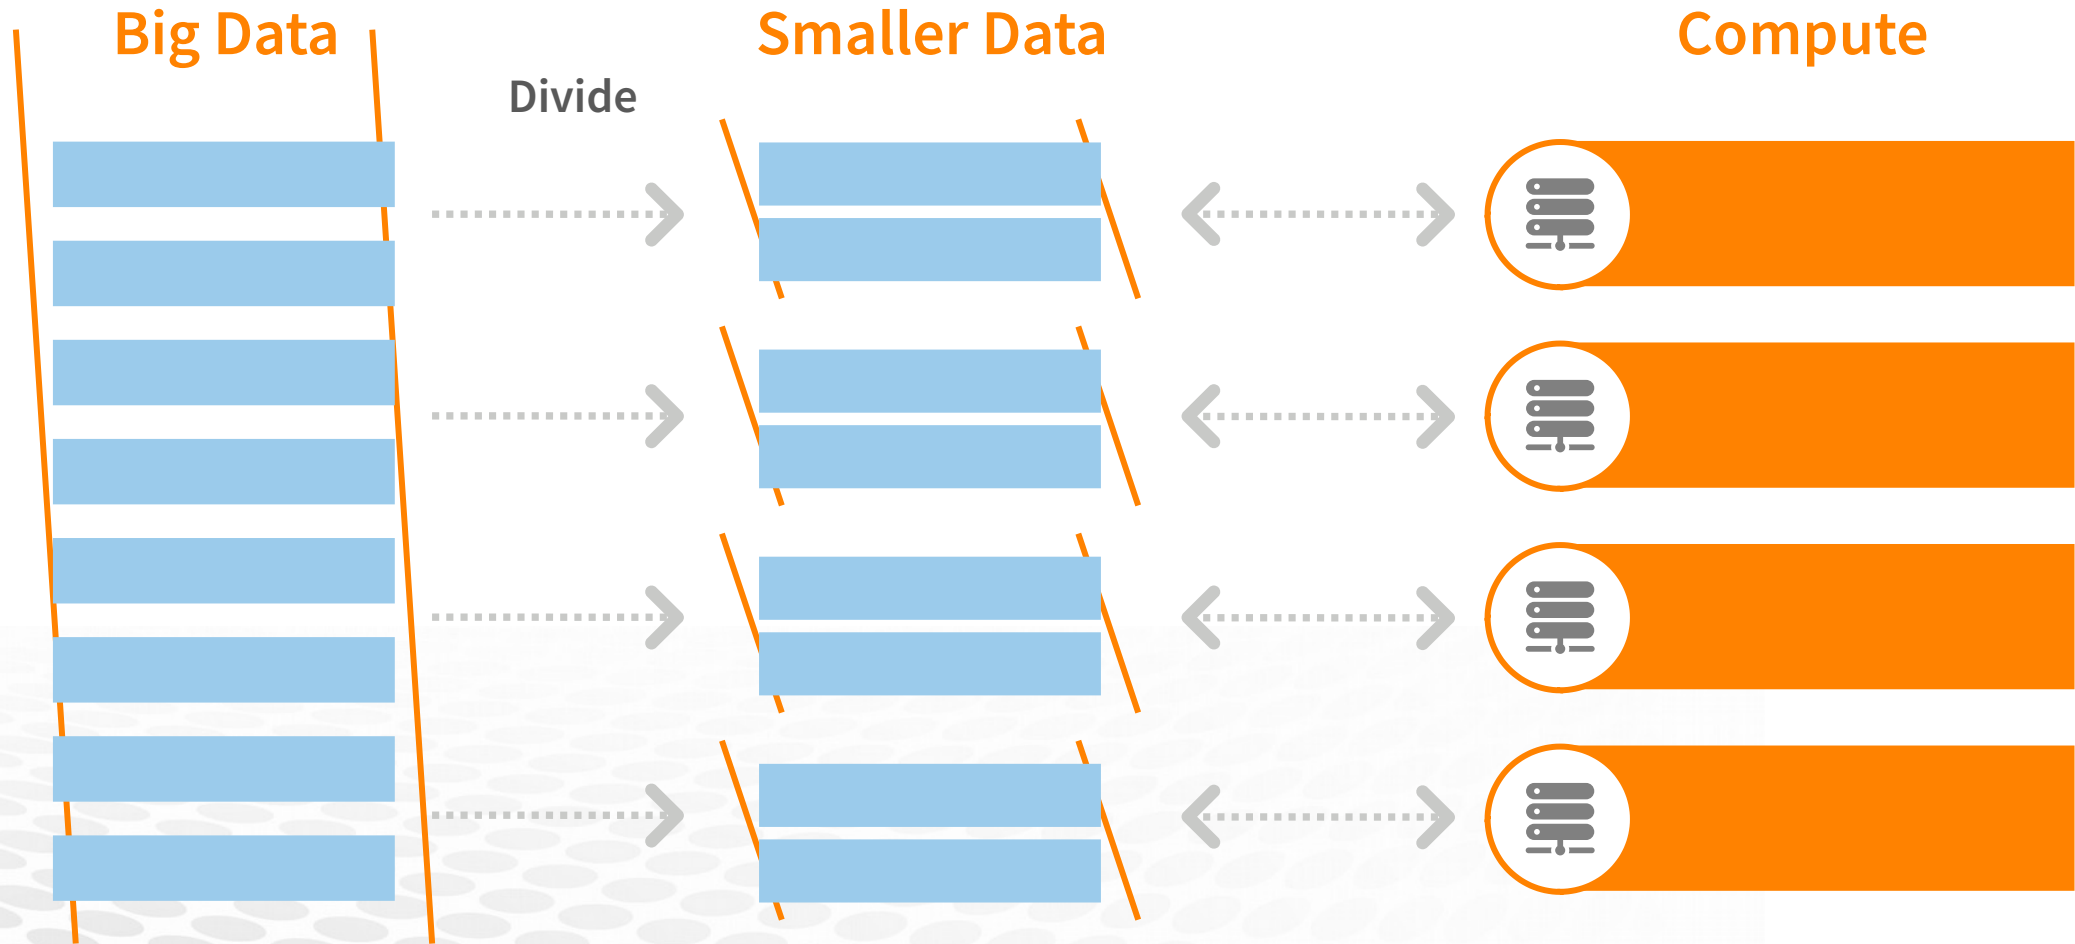 Big Data
Smaller Data
Compute
Divide